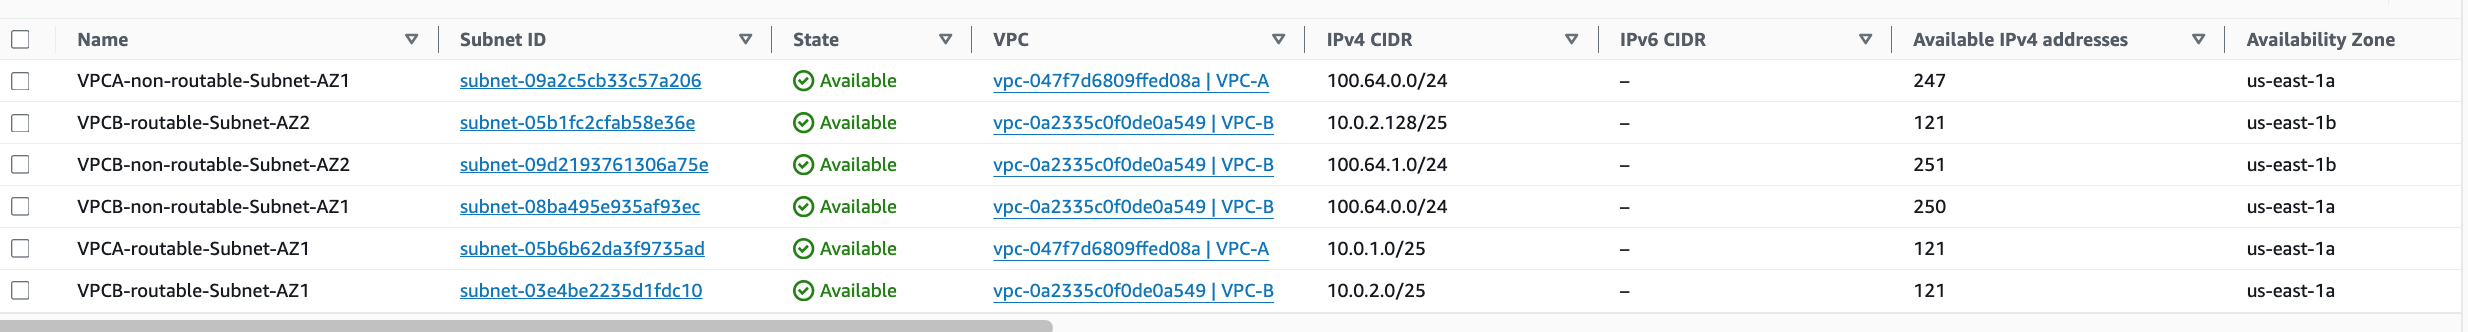 Name Subnet ID State VPC IPv4 CIDR IPv6 CIDR Available IPv4 addresses Availability Zone
VPCA-non-routable-Subnet-AZ1 subnet-09a2c5cb33c57a206 Available vpc-047f7d6809ffed08a | VPC-A 100.64.0.0/24 – 247 us-east-1a
VPCB-routable-Subnet-AZ2 subnet-05b1fc2cfab58e36e Available vpc-0a2335c0f0de0a549 | VPC-B 10.0.2.128/25 – 121 us-east-1b
VPCB-non-routable-Subnet-AZ2 subnet-09d2193761306a75e Available vpc-0a2335c0f0de0a549 | VPC-B 100.64.1.0/24 – 251 us-east-1b
VPCB-non-routable-Subnet-AZ1 subnet-08ba495e935af93ec Available vpc-0a2335c0f0de0a549 | VPC-B 100.64.0.0/24 – 250 us-east-1a
VPCA-routable-Subnet-AZ1 subnet-05b6b62da3f9735ad Available vpc-047f7d6809ffed08a | VPC-A 10.0.1.0/25 – 121 us-east-1a
VPCB-routable-Subnet-AZ1 subnet-03e4be2235d1fdc10 Available vpc-0a2335c0f0de0a549 | VPC-B 10.0.2.0/25 – 121 us-east-1a